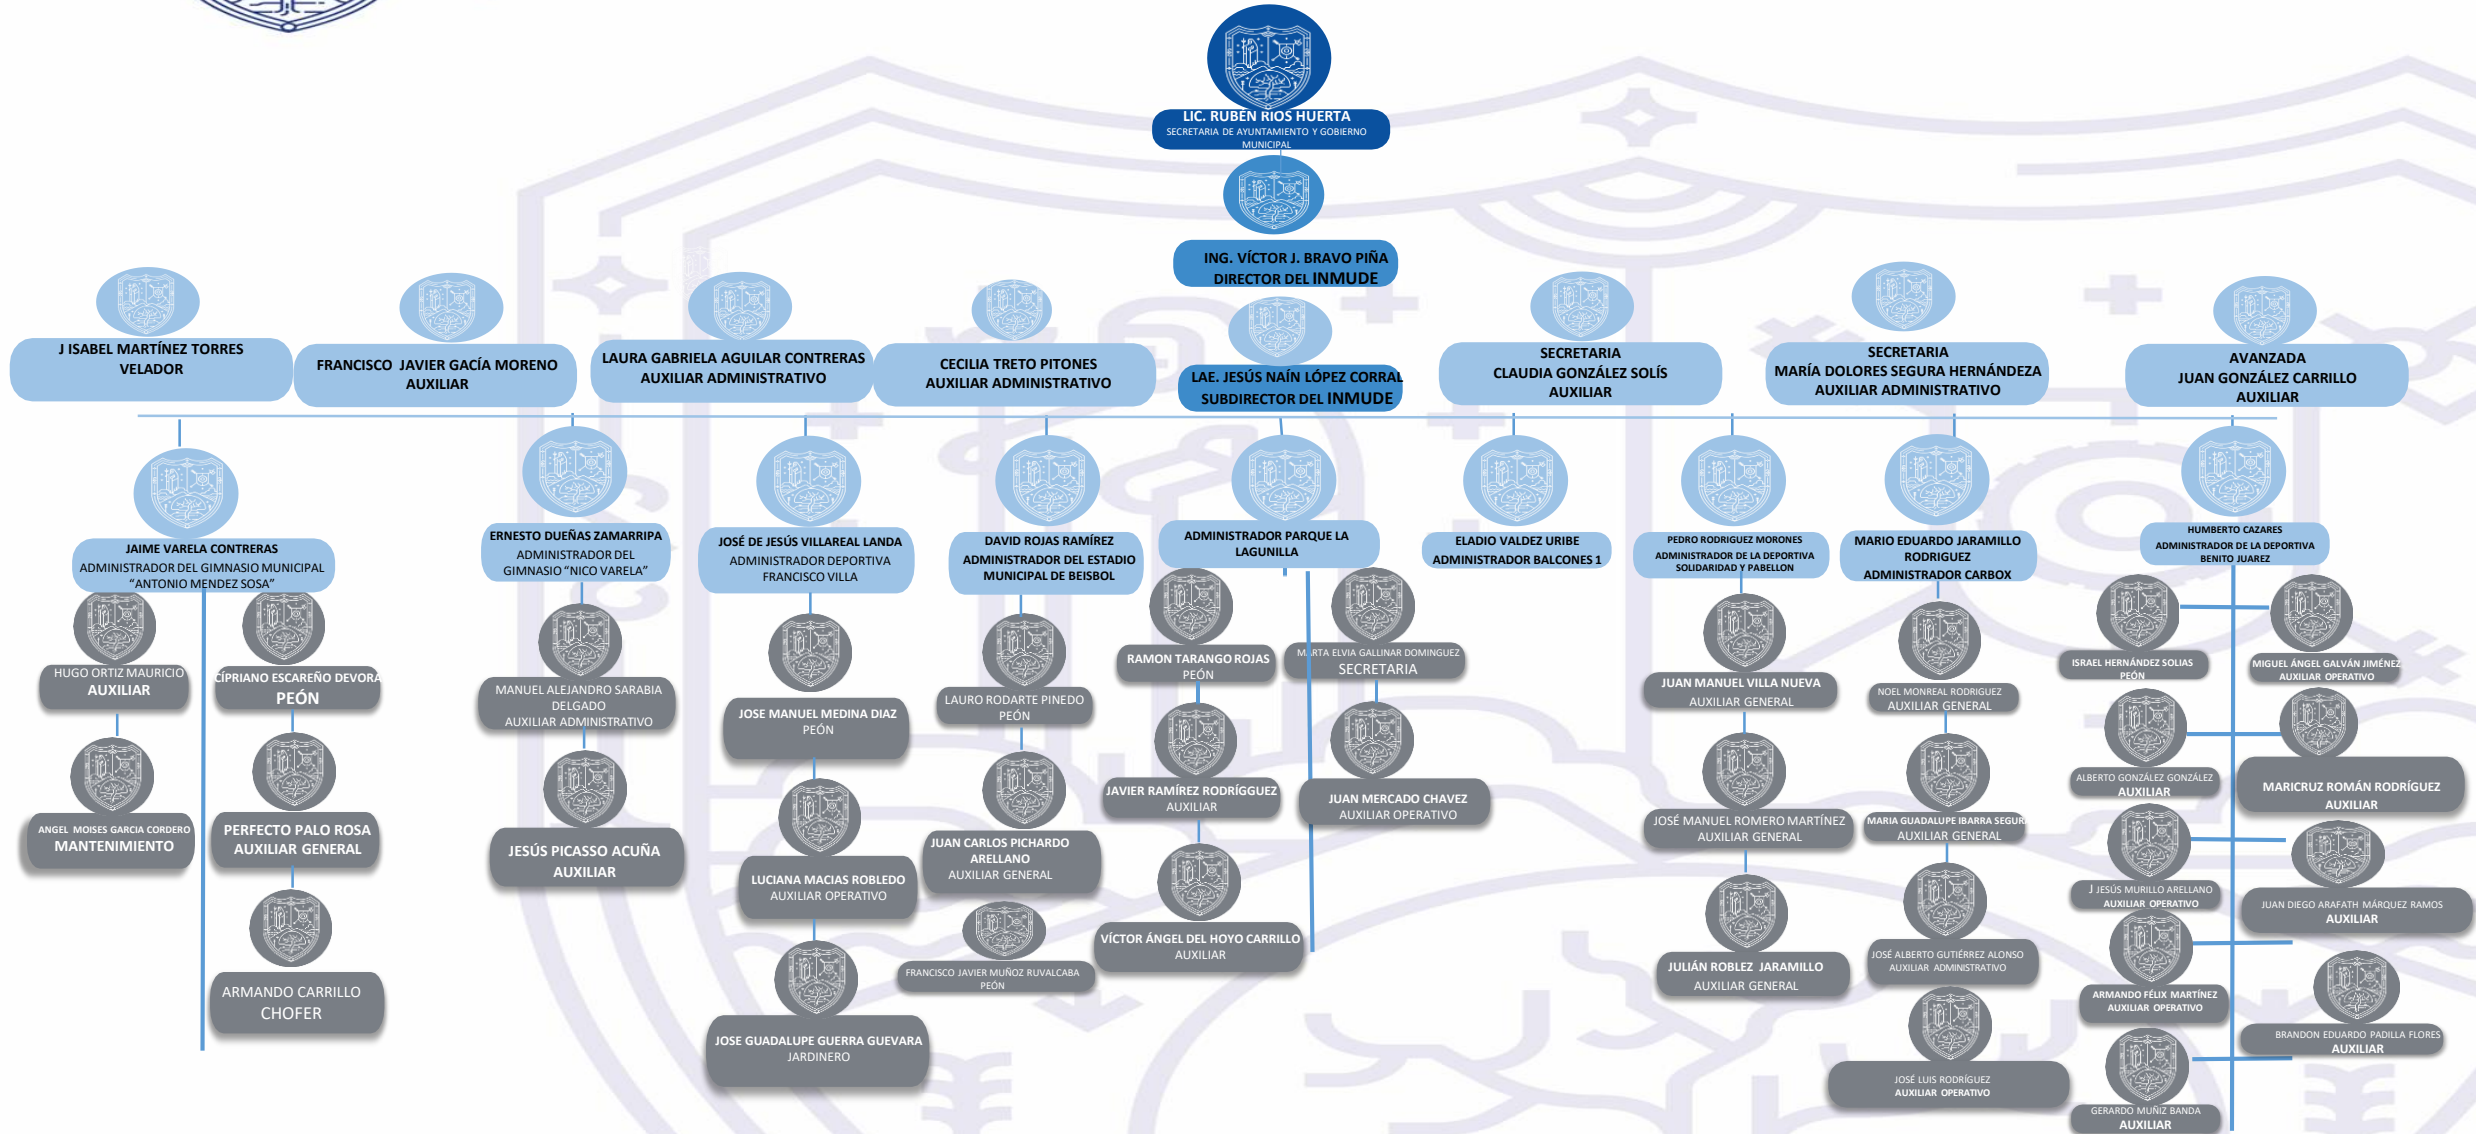 LIC. RUBÉN RIOS HUERTA
SECRETARIA DE AYUNTAMIENTO Y GOBIERNO
MUNICIPAL
ING. VÍCTOR J. BRAVO PIÑA
DIRECTOR DEL INMUDE
J ISABEL MARTÍNEZ TORRES
VELADOR
FRANCISCO JAVIER GACÍA MORENO
AUXILIAR
LAURA GABRIELA AGUILAR CONTRERAS
AUXILIAR ADMINISTRATIVO
CECILIA TRETO PITONES
AUXILIAR ADMINISTRATIVO
LAE. JESÚS NAÍN LÓPEZ CORRAL
SUBDIRECTOR DEL INMUDE
SECRETARIA
CLAUDIA GONZÁLEZ SOLÍS
AUXILIAR
SECRETARIA
MARÍA DOLORES SEGURA HERNÁNDEZA
AUXILIAR ADMINISTRATIVO
AVANZADA
JUAN GONZÁLEZ CARRILLO
AUXILIAR
JAIME VARELA CONTRERAS
ADMINISTRADOR DEL GIMNASIO MUNICIPAL
“ANTONIO MENDEZ SOSA”
HUGO ORTIZ MAURICIO
AUXILIAR
CÍPRIANO ESCAREÑO DEVORA
PEÓN
ANGEL MOISES GARCIA CORDERO
MANTENIMIENTO
PERFECTO PALO ROSA
AUXILIAR GENERAL
ARMANDO CARRILLO
CHOFER
ERNESTO DUEÑAS ZAMARRIPA
ADMINISTRADOR DEL
GIMNASIO “NICO VARELA”
MANUEL ALEJANDRO SARABIA
DELGADO
AUXILIAR ADMINISTRATIVO
JESÚS PICASSO ACUÑA
AUXILIAR
JOSÉ DE JESÚS VILLAREAL LANDA
ADMINISTRADOR DEPORTIVA
FRANCISCO VILLA
JOSE MANUEL MEDINA DIAZ
PEÓN
LUCIANA MACIAS ROBLEDO
AUXILIAR OPERATIVO
JOSE GUADALUPE GUERRA GUEVARA
JARDINERO
DAVID ROJAS RAMÍREZ
ADMINISTRADOR DEL ESTADIO
MUNICIPAL DE BEISBOL
LAURO RODARTE PINEDO
PEÓN
JUAN CARLOS PICHARDO
ARELLANO
AUXILIAR GENERAL
FRANCISCO JAVIER MUÑOZ RUVALCABA
PEÓN
ADMINISTRADOR PARQUE LA
LAGUNILLA
RAMON TARANGO ROJAS
PEÓN
MARTA ELVIA GALLINAR DOMINGUEZ
SECRETARIA
JAVIER RAMÍREZ RODRÍGGUEZ
AUXILIAR
JUAN MERCADO CHAVEZ
AUXILIAR OPERATIVO
VÍCTOR ÁNGEL DEL HOYO CARRILLO
AUXILIAR
ELADIO VALDEZ URIBE
ADMINISTRADOR BALCONES 1
PEDRO RODRIGUEZ MORONES
ADMINISTRADOR DE LA DEPORTIVA
SOLIDARIDAD Y PABELLON
JUAN MANUEL VILLA NUEVA
AUXILIAR GENERAL
JOSÉ MANUEL ROMERO MARTÍNEZ
AUXILIAR GENERAL
JULIÁN ROBLEZ JARAMILLO
AUXILIAR GENERAL
MARIO EDUARDO JARAMILLO
RODRIGUEZ
ADMINISTRADOR CARBOX
NOEL MONREAL RODRIGUEZ
AUXILIAR GENERAL
MARIA GUADALUPE IBARRA SEGURA
AUXILIAR GENERAL
JOSÉ ALBERTO GUTIÉRREZ ALONSO
AUXILIAR ADMINISTRATIVO
JOSÉ LUIS RODRÍGUEZ
AUXILIAR OPERATIVO
HUMBERTO CAZARES
ADMINISTRADOR DE LA DEPORTIVA
BENITO JUAREZ
ISRAEL HERNÁNDEZ SOLIAS
PEÓN
MIGUEL ÁNGEL GALVÁN JIMÉNEZ
AUXILIAR OPERATIVO
ALBERTO GONZÁLEZ GONZÁLEZ
AUXILIAR
MARICRUZ ROMÁN RODRÍGUEZ
AUXILIAR
J JESÚS MURILLO ARELLANO
AUXILIAR OPERATIVO
JUAN DIEGO ARAFATH MÁRQUEZ RAMOS
AUXILIAR
ARMANDO FÉLIX MARTÍNEZ
AUXILIAR OPERATIVO
BRANDON EDUARDO PADILLA FLORES
AUXILIAR
GERARDO MUÑIZ BANDA
AUXILIAR